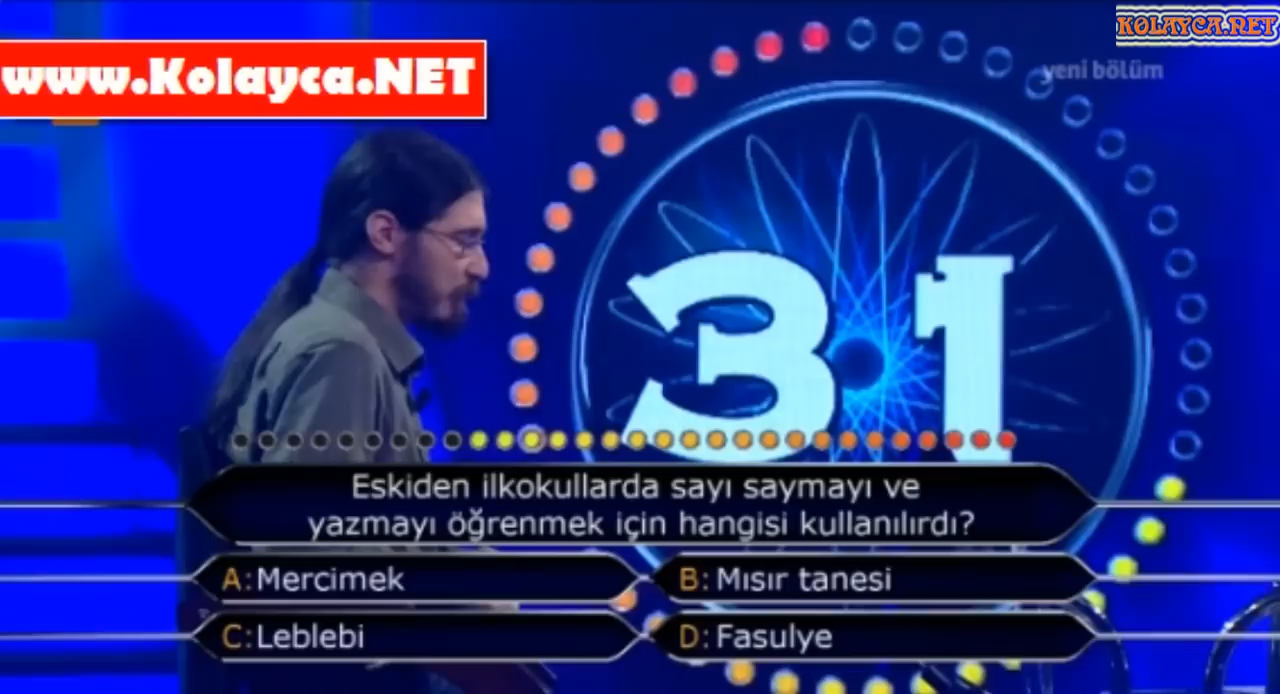 KOLAYCA.NET
www.Kolayca.NET
yeni bölüm
31
Eskiden ilkokullarda sayı saymayı ve
yazmayı öğrenmek için hangisi kullanılırdı?
A: Mercimek
B: Mısır tanesi
C: Leblebi
D: Fasulye